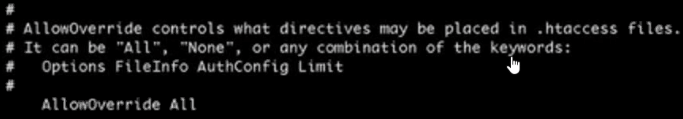 #
# AllowOverride controls what directives may be placed in .htaccess files.
# It can be "All", "None", or any combination of the keywords:
#   Options FileInfo AuthConfig Limit
#
    AllowOverride All